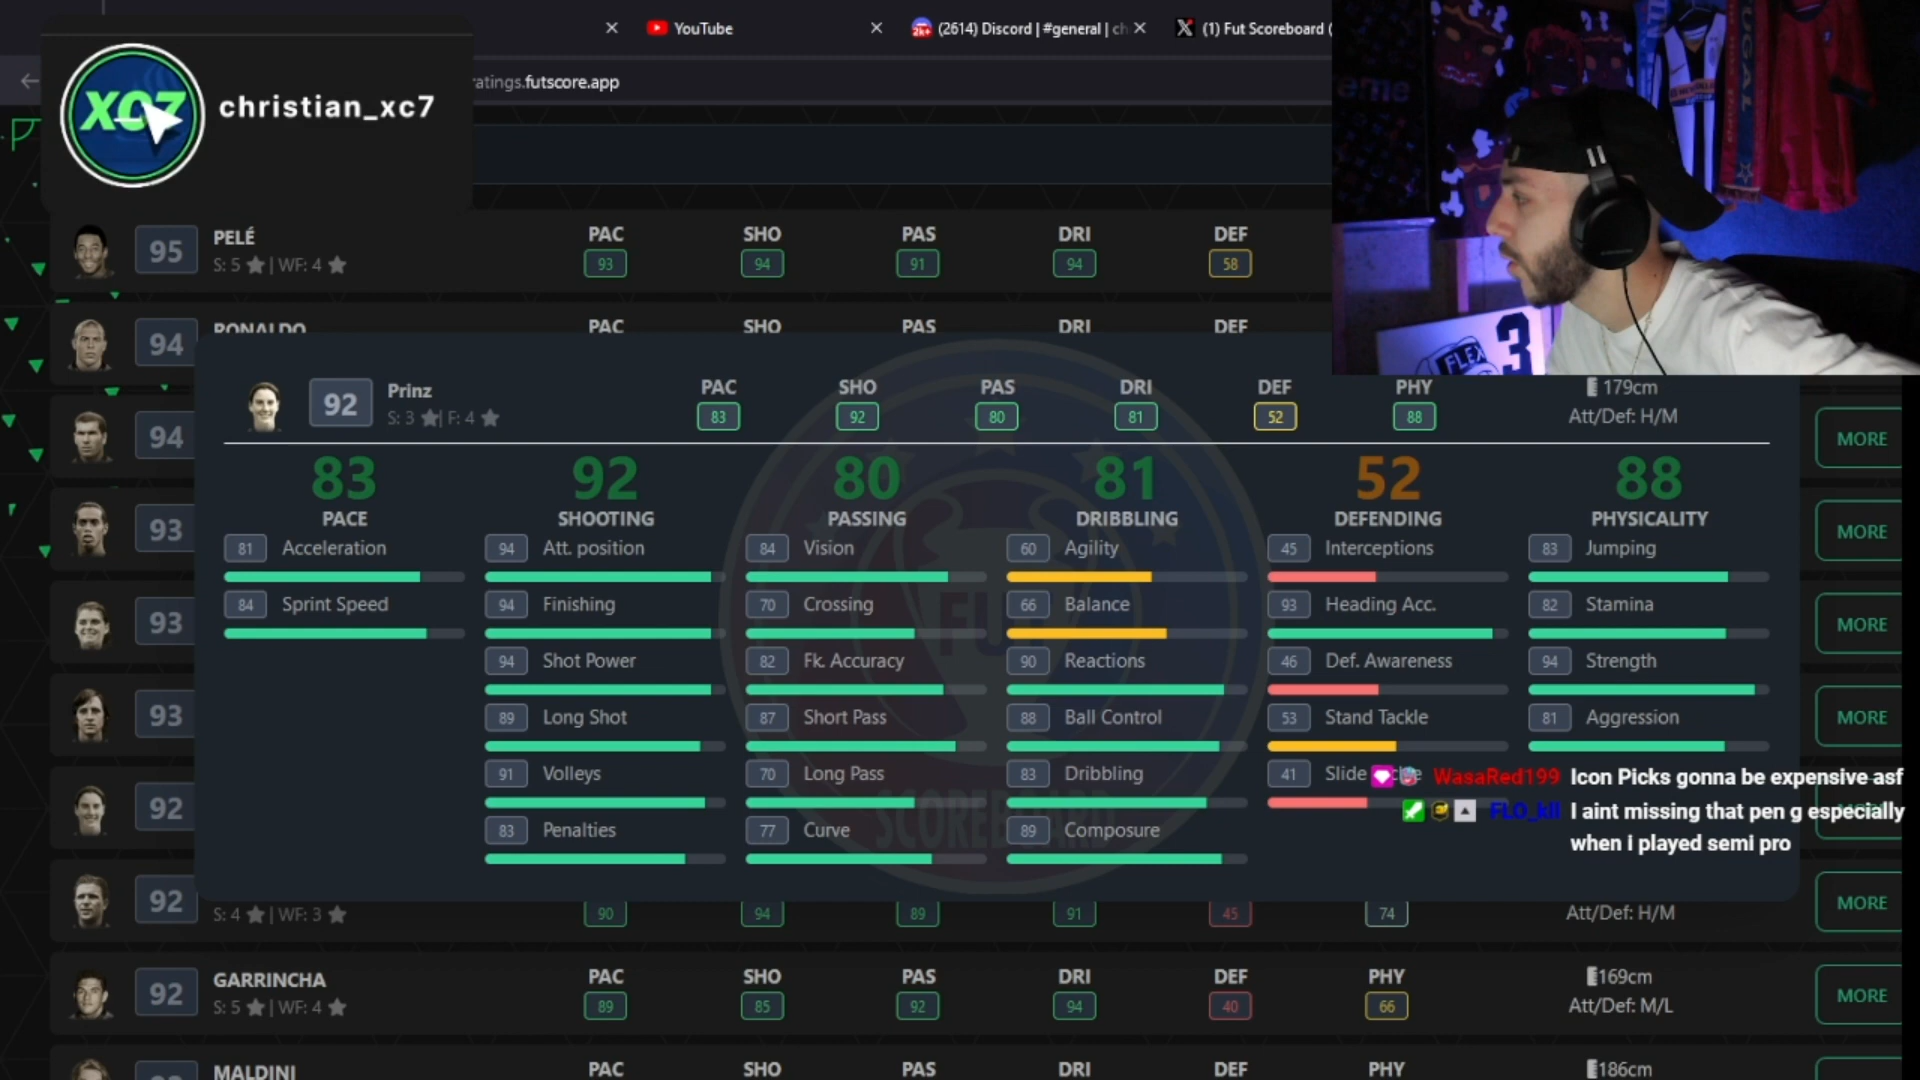 YouTube
(2614) Discord | #general | ch
(1) Fut Scoreboard (
ratings.futscore.app
XC7
christian_xc7
95 PELÉ PAC SHO PAS DRI DEF
S: 5 | WF: 4 93 94 91 94 58
94 RONALDO PAC SHO PAS DRI DEF
92 Prinz PAC SHO PAS DRI DEF PHY 179cm
S: 3 | F: 4 83 92 80 81 52 88 Att/Def: H/M
94 MORE
83 92 80 81 52 88
PACE SHOOTING PASSING DRIBBLING DEFENDING PHYSICALITY
93 MORE
81 Acceleration 94 Att. position 84 Vision 60 Agility 45 Interceptions 83 Jumping
84 Sprint Speed 94 Finishing 70 Crossing 66 Balance 93 Heading Acc. 82 Stamina
93 MORE
94 Shot Power 82 Fk. Accuracy 90 Reactions 46 Def. Awareness 94 Strength
89 Long Shot 87 Short Pass 88 Ball Control 53 Stand Tackle 81 Aggression
93 MORE
91 Volleys 70 Long Pass 83 Dribbling 41 Slide
WasaRed199 Icon Picks gonna be expensive asf
92
FLO_kll I aint missing that pen g especially
when i played semi pro
83 Penalties 77 Curve 89 Composure
FUT
SCOREBOARD
92 MORE
S: 4 | WF: 3 90 94 89 91 45 74 Att/Def: H/M
92 GARRINCHA PAC SHO PAS DRI DEF PHY 169cm MORE
S: 5 | WF: 4 89 85 92 94 40 66 Att/Def: M/L
MALDINI PAC SHO PAS DRI DEF PHY 186cm
FLEX
3